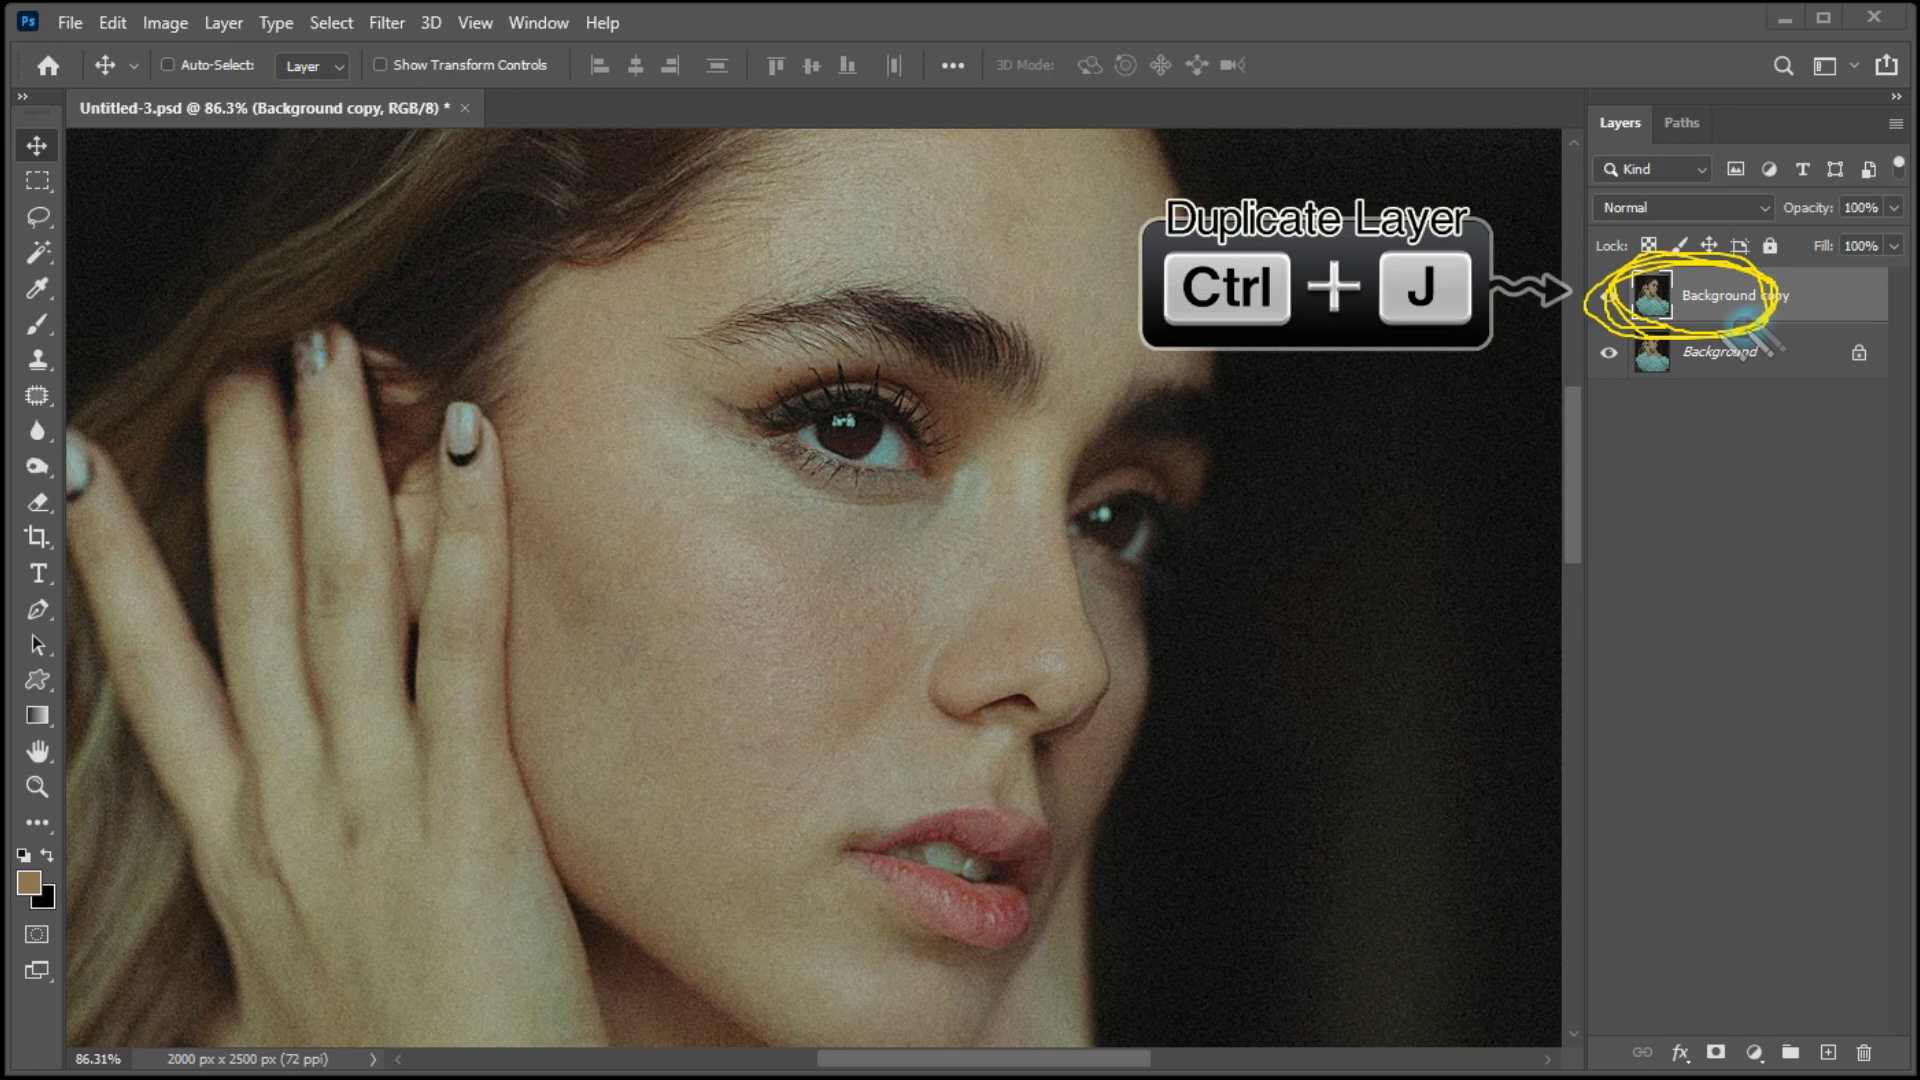 Ps File Edit Image Layer Type Select Filter 3D View Window Help
Auto-Select: Layer Show Transform Controls 3D Mode:
Untitled-3.psd @ 86.3% (Background copy, RGB/8) *
Layers Paths
Kind
Normal Opacity: 100%
Lock: Fill: 100%
Duplicate Layer
Ctrl + J
Background copy
Background
86.31% 2000 px x 2500 px (72 ppi)
fx